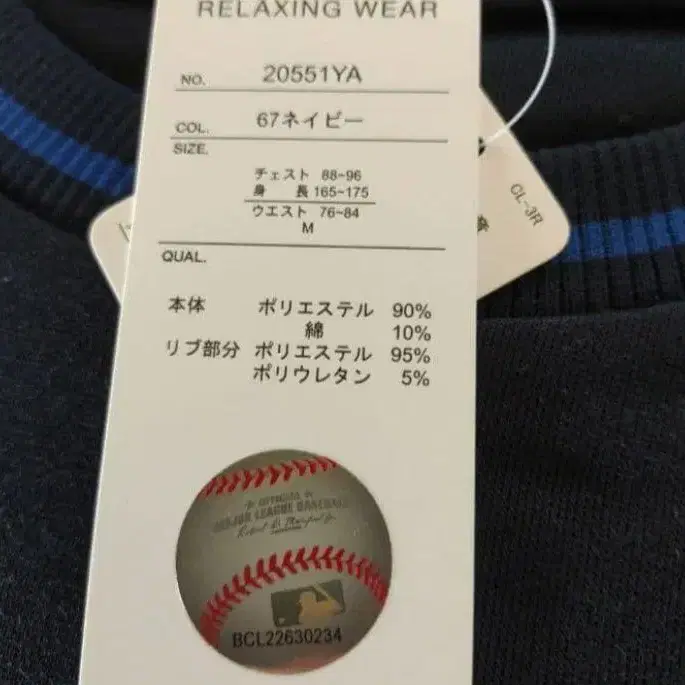 RELAXING WEAR
NO. 20551YA
COL. 67ネイビー
SIZE.
チェスト 88~96
身 長 165~175
ウエスト 76~84
M
QUAL.
本体 ポリエステル 90%
綿 10%
リブ部分 ポリエステル 95%
ポリウレタン 5%
CL-3R
MAJOR LEAGUE BASEBALL
BCL22630234